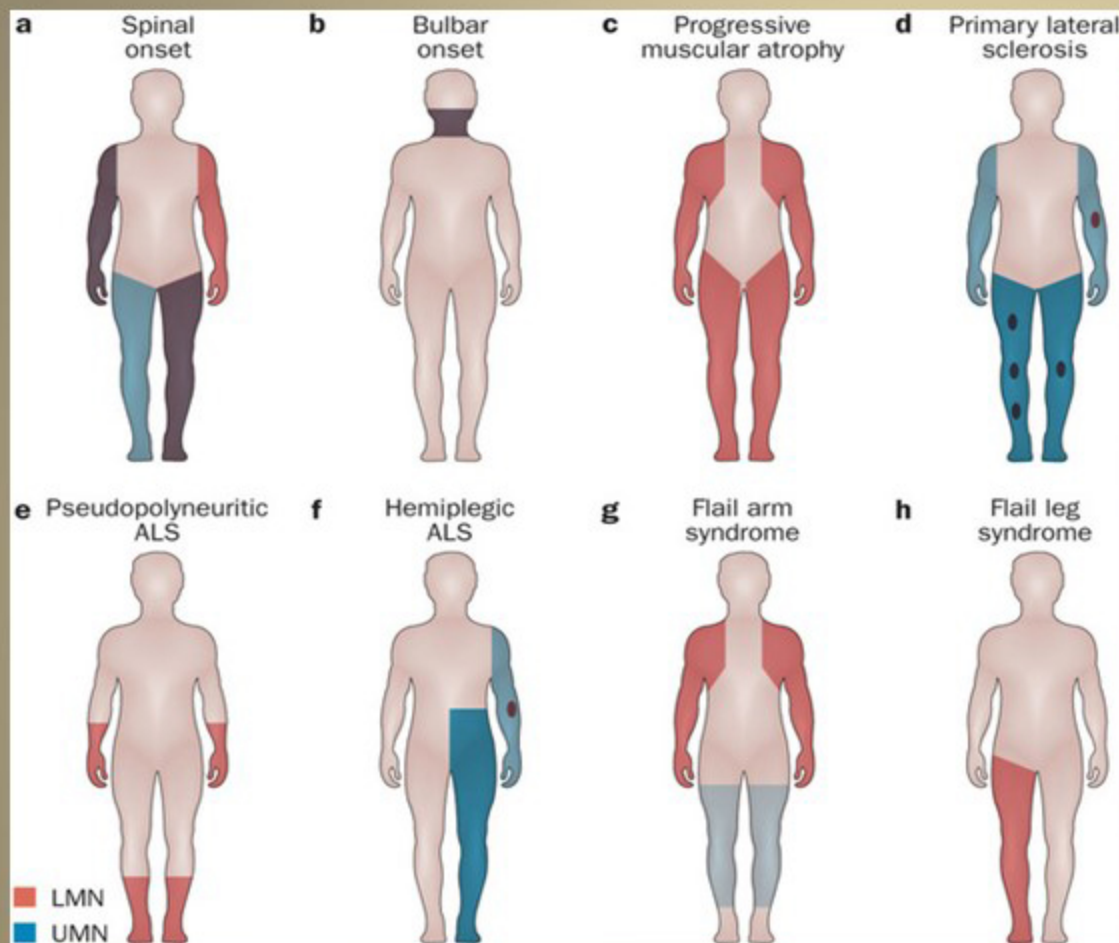 a Spinal
onset
b Bulbar
onset
c Progressive
muscular atrophy
d Primary lateral
sclerosis
e Pseudopolyneuritic
ALS
f Hemiplegic
ALS
g Flail arm
syndrome
h Flail leg
syndrome
LMN
UMN